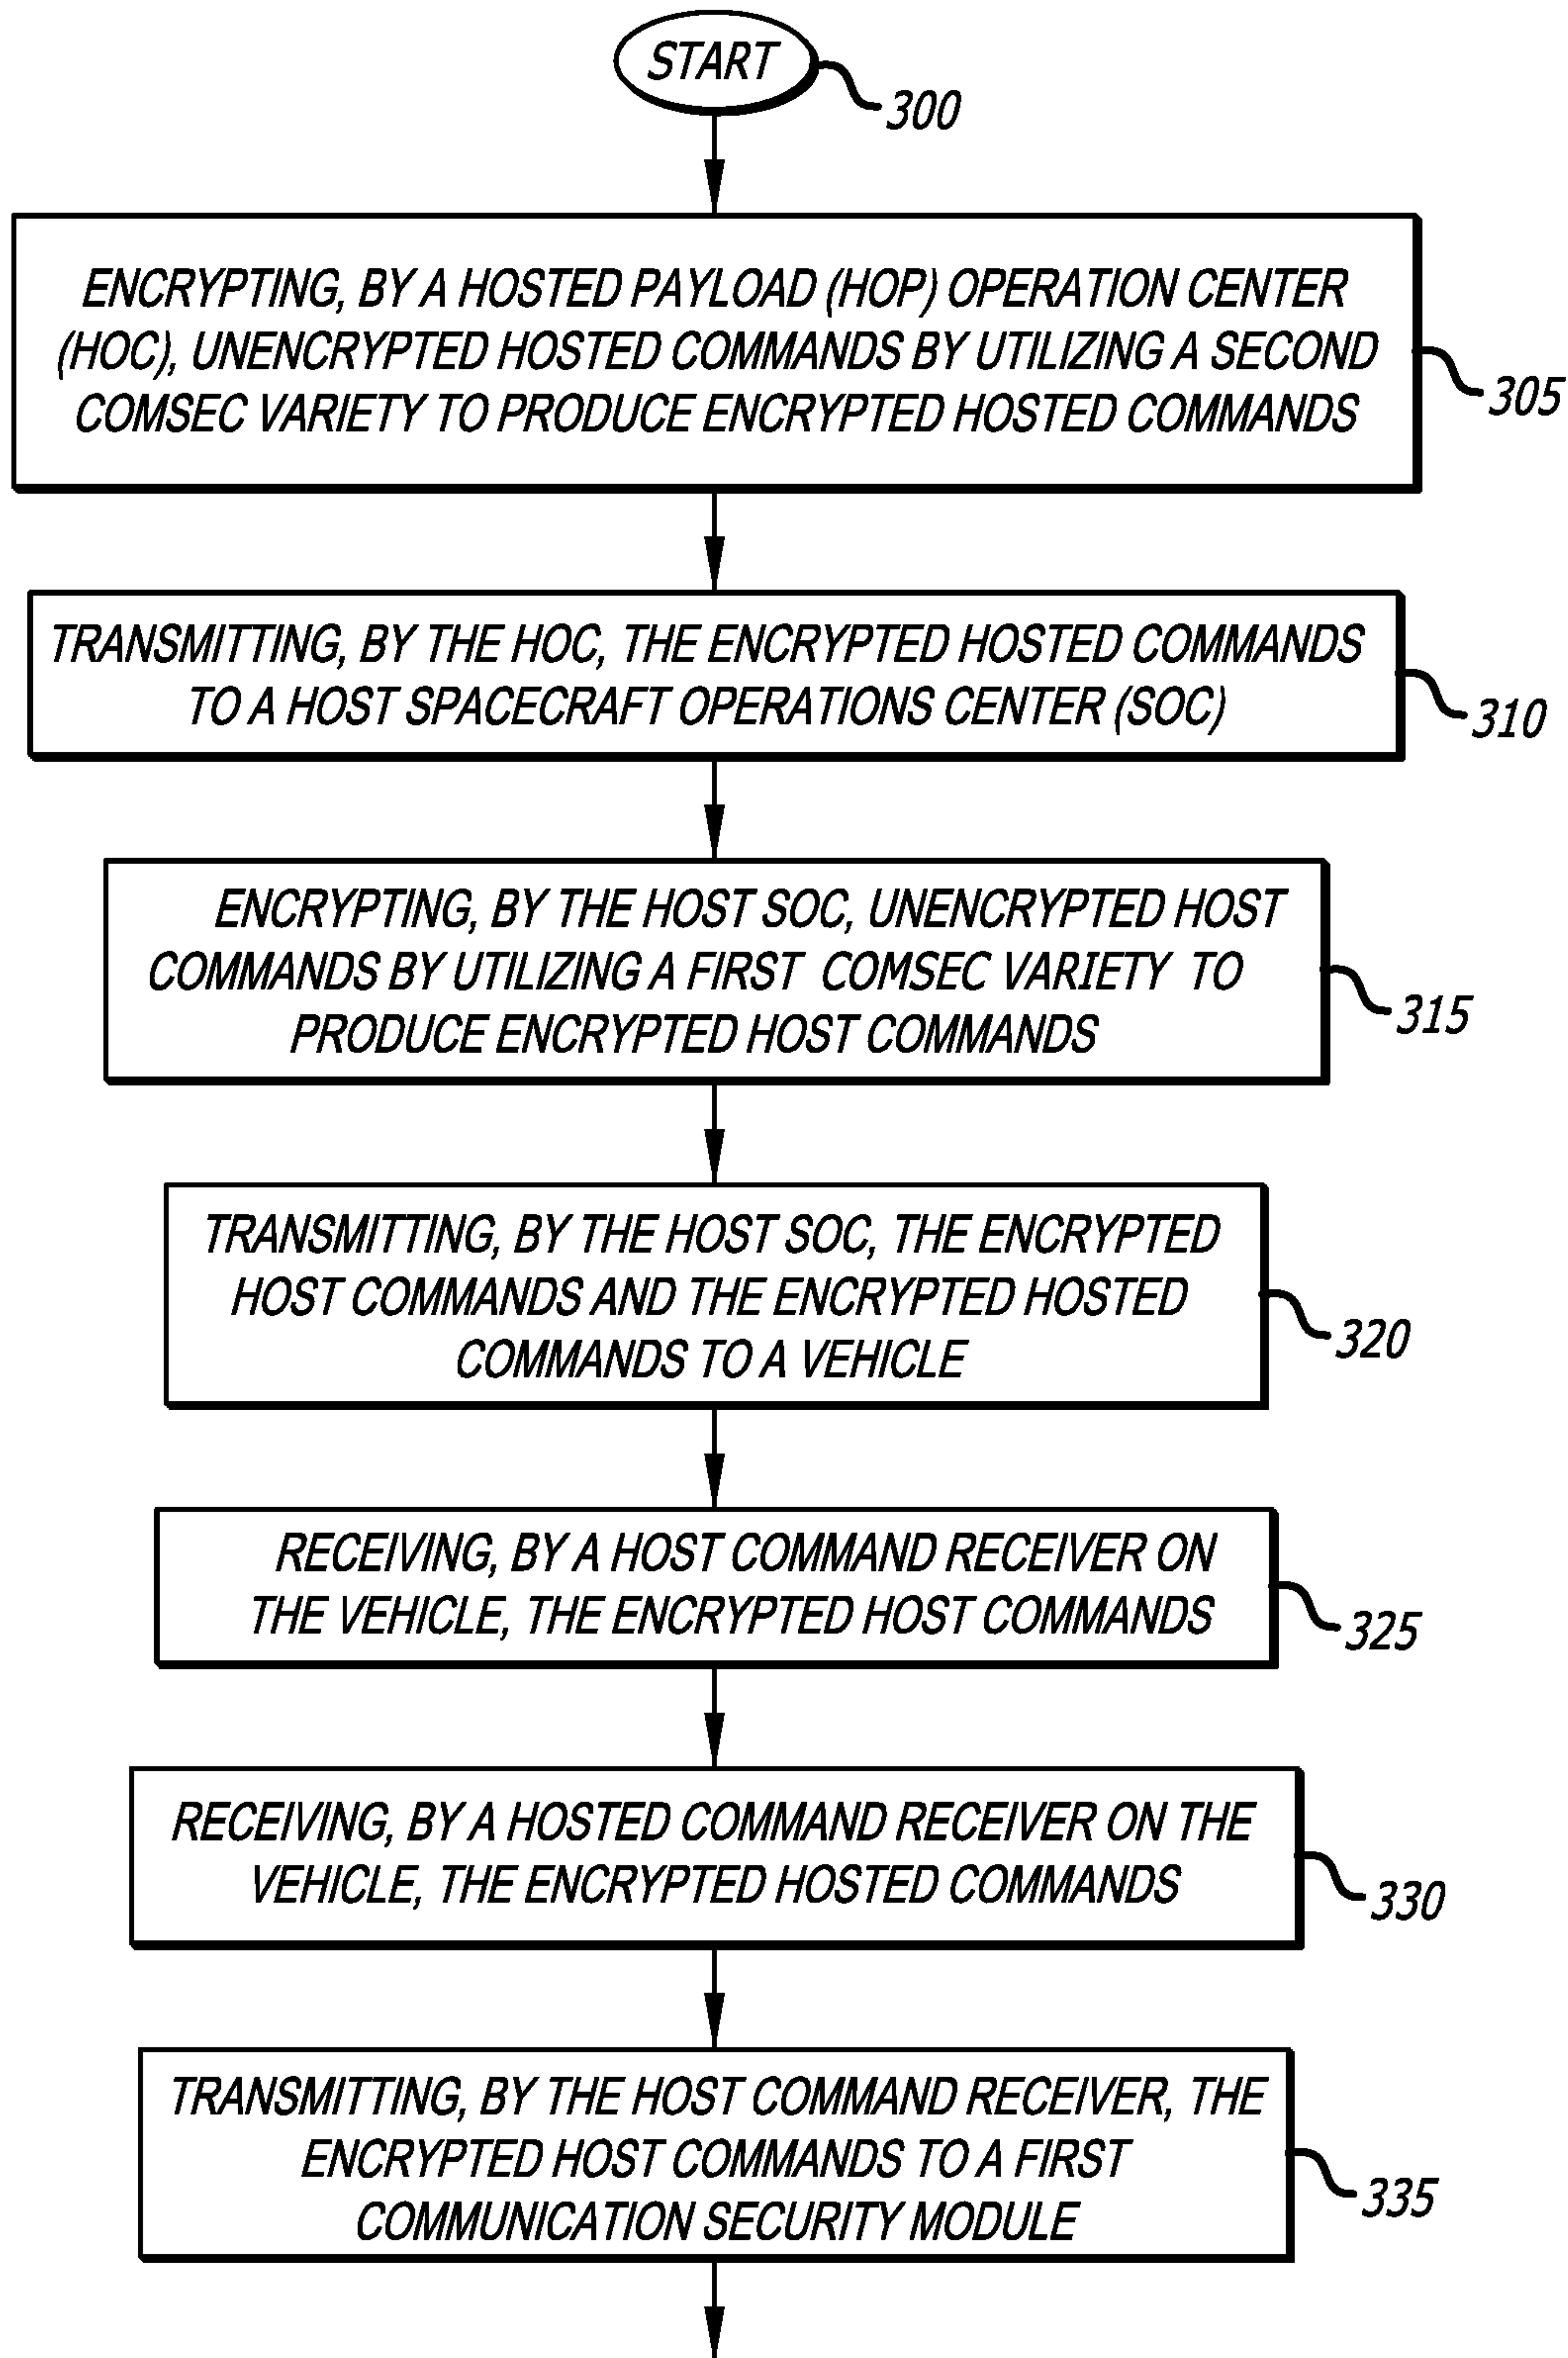 START
300
ENCRYPTING, BY A HOSTED PAYLOAD (HOP) OPERATION CENTER
(HOC), UNENCRYPTED HOSTED COMMANDS BY UTILIZING A SECOND
COMSEC VARIETY TO PRODUCE ENCRYPTED HOSTED COMMANDS
305
TRANSMITTING, BY THE HOC, THE ENCRYPTED HOSTED COMMANDS
TO A HOST SPACECRAFT OPERATIONS CENTER (SOC)
310
ENCRYPTING, BY THE HOST SOC, UNENCRYPTED HOST
COMMANDS BY UTILIZING A FIRST COMSEC VARIETY TO
PRODUCE ENCRYPTED HOST COMMANDS
315
TRANSMITTING, BY THE HOST SOC, THE ENCRYPTED
HOST COMMANDS AND THE ENCRYPTED HOSTED
COMMANDS TO A VEHICLE
320
RECEIVING, BY A HOST COMMAND RECEIVER ON
THE VEHICLE, THE ENCRYPTED HOST COMMANDS
325
RECEIVING, BY A HOSTED COMMAND RECEIVER ON THE
VEHICLE, THE ENCRYPTED HOSTED COMMANDS
330
TRANSMITTING, BY THE HOST COMMAND RECEIVER, THE
ENCRYPTED HOST COMMANDS TO A FIRST
COMMUNICATION SECURITY MODULE
335